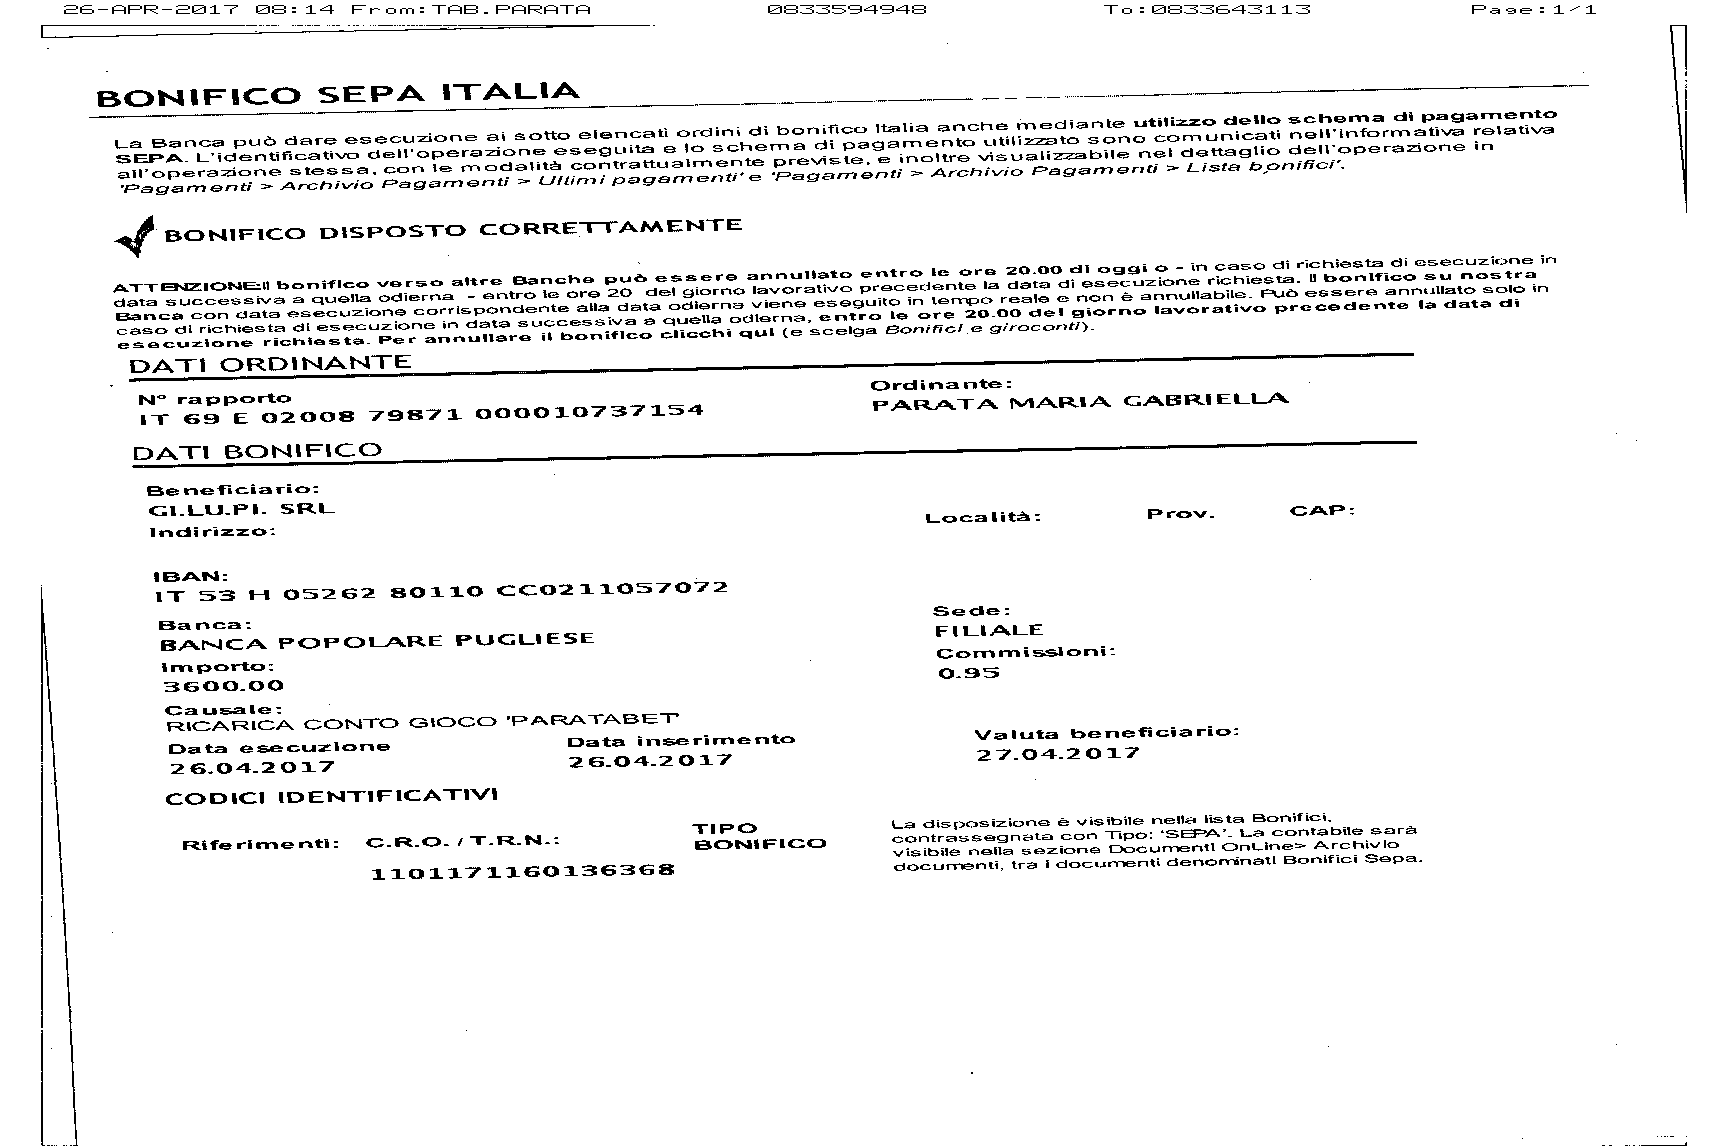 26-APR-2017 08:14 From:TAB.PARATA 0833594948 To:0833643113 Page:1/1
BONIFICO SEPA ITALIA
La Banca può dare esecuzione ai sotto elencati ordini di bonifico Italia anche mediante utilizzo dello schema di pagamento
SEPA. L'identificativo dell'operazione eseguita e lo schema di pagamento utilizzato sono comunicati nell'informativa relativa
all'operazione stessa, con le modalità contrattualmente previste, e inoltre visualizzabile nel dettaglio dell'operazione in
'Pagamenti > Archivio Pagamenti > Ultimi pagamenti' e 'Pagamenti > Archivio Pagamenti > Lista bonifici'.
BONIFICO DISPOSTO CORRETTAMENTE
ATTENZIONE:Il bonifico verso altre Banche può essere annullato entro le ore 20.00 di oggi o - in caso di richiesta di esecuzione in
data successiva a quella odierna - entro le ore 20 del giorno lavorativo precedente la data di esecuzione richiesta. Il bonifico su nostra
Banca con data esecuzione corrispondente alla data odierna viene eseguito in tempo reale e non è annullabile. Può essere annullato solo in
caso di richiesta di esecuzione in data successiva a quella odierna, entro le ore 20.00 del giorno lavorativo precedente la data di
esecuzione richiesta. Per annullare il bonifico clicchi qui (e scelga Bonifici e giroconti).
DATI ORDINANTE
N° rapporto Ordinante:
IT 69 E 02008 79871 000010737154 PARATA MARIA GABRIELLA
DATI BONIFICO
Beneficiario:
GI.LU.PI. SRL
Indirizzo: Località: Prov. CAP:
IBAN:
IT 53 H 05262 80110 CC0211057072
Banca: Sede:
BANCA POPOLARE PUGLIESE FILIALE
Importo: Commissioni:
3600.00 0.95
Causale:
RICARICA CONTO GIOCO 'PARATABET'
Data esecuzione Data inserimento Valuta beneficiario:
26.04.2017 26.04.2017 27.04.2017
CODICI IDENTIFICATIVI
Riferimenti: C.R.O. / T.R.N.: TIPO BONIFICO
1101171160136368
La disposizione è visibile nella lista Bonifici,
contrassegnata con Tipo: 'SEPA'. La contabile sarà
visibile nella sezione Documenti OnLine> Archivio
documenti, tra i documenti denominati Bonifici Sepa.